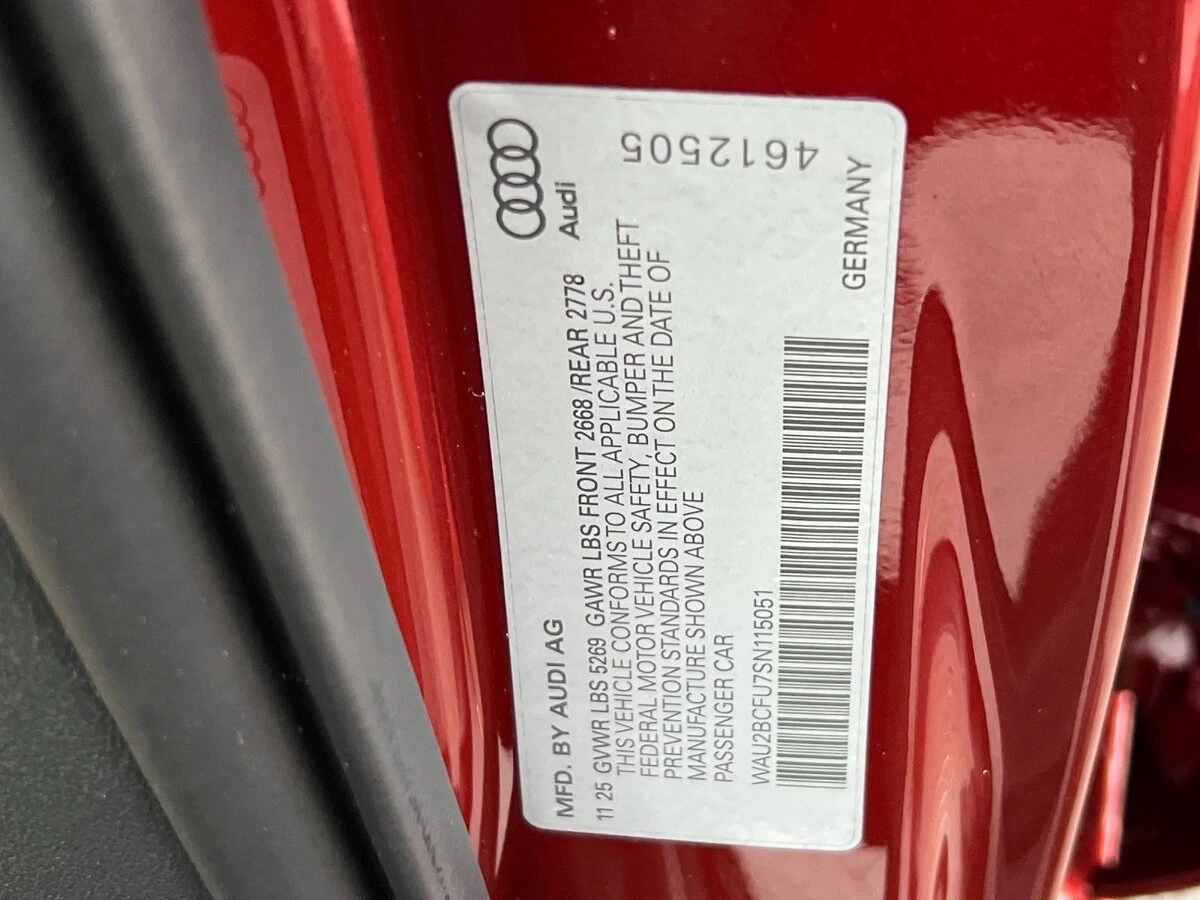 Audi
MFD. BY AUDI AG
11 25 GVWR LBS 5269 GAWR LBS FRONT 2668 /REAR 2778
THIS VEHICLE CONFORMS TO ALL APPLICABLE U.S.
FEDERAL MOTOR VEHICLE SAFETY, BUMPER AND THEFT
PREVENTION STANDARDS IN EFFECT ON THE DATE OF
MANUFACTURE SHOWN ABOVE
PASSENGER CAR
WAU2BCFU7SN115051
GERMANY
4612505